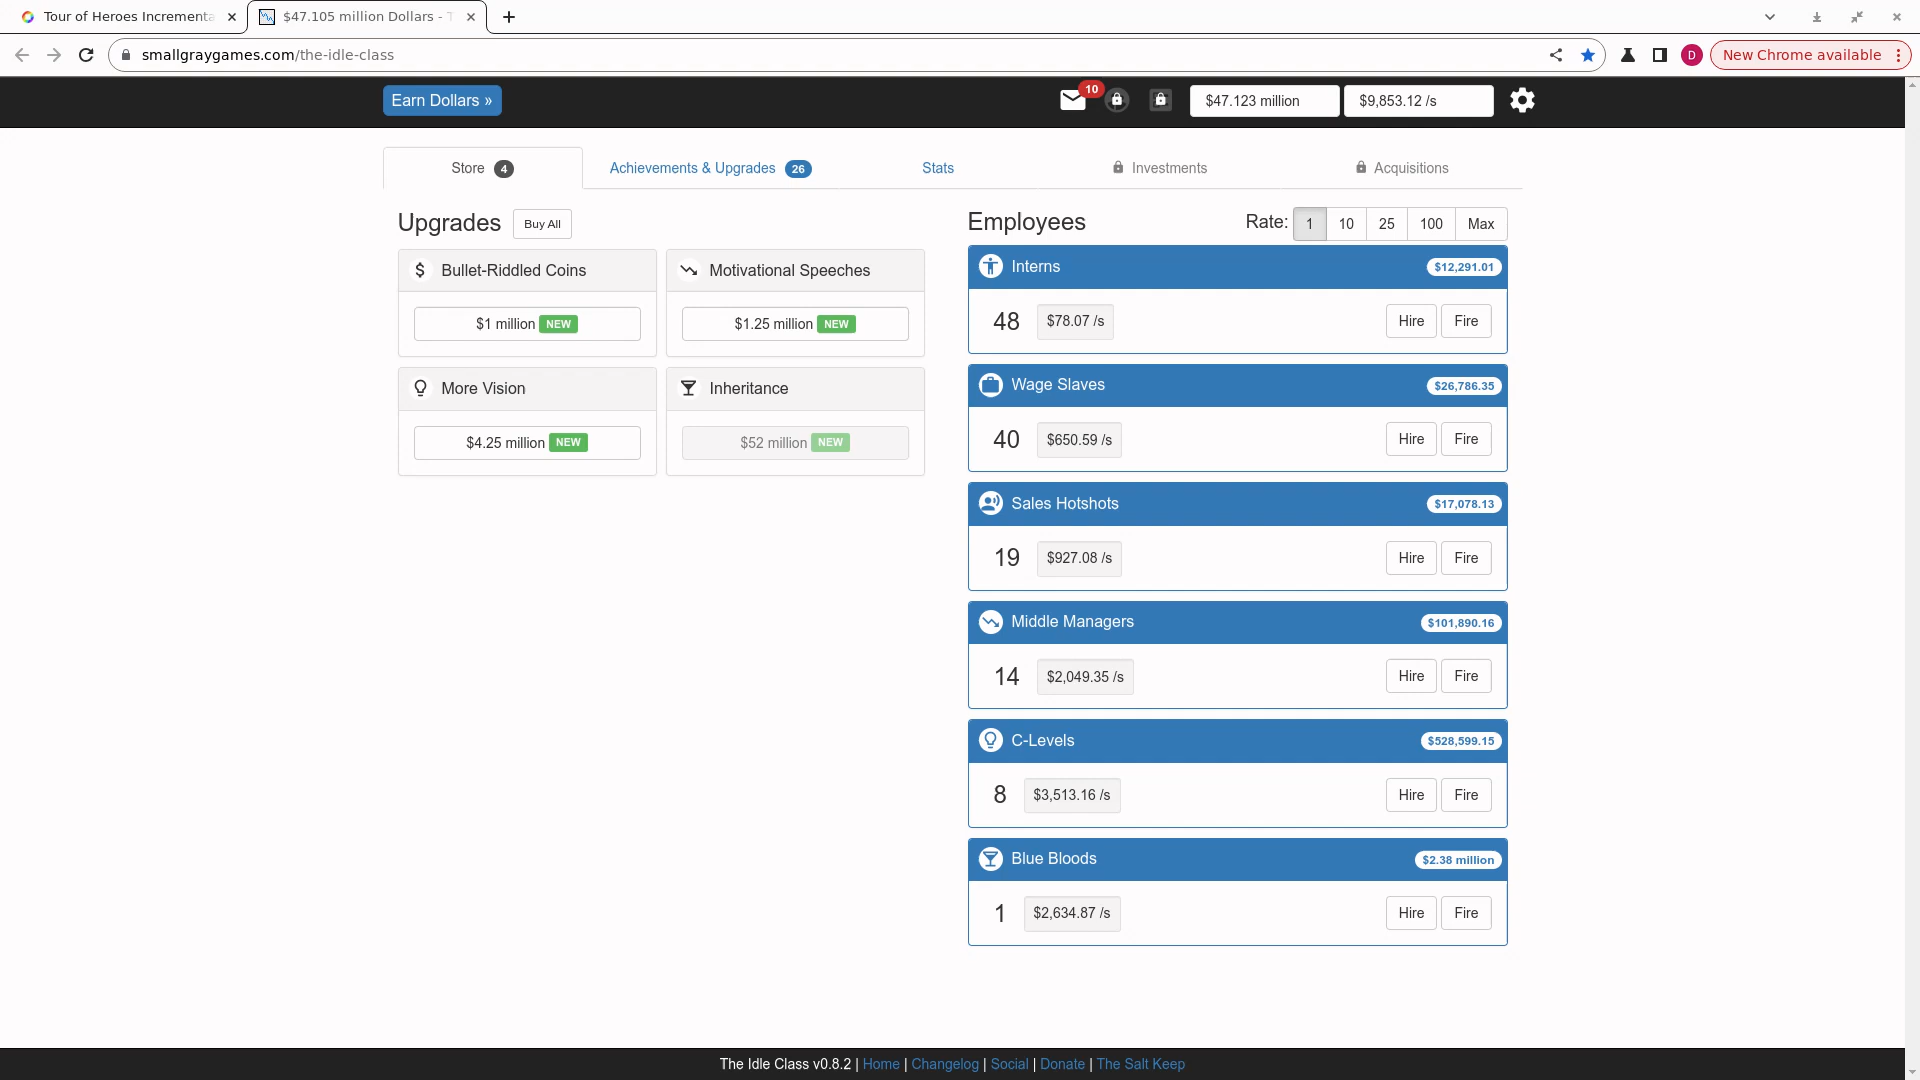 Tour of Heroes Incrementa
$47.105 million Dollars - T
smallgraygames.com/the-idle-class
D
New Chrome available
Earn Dollars »
10
$47.123 million
$9,853.12 /s
Store 4
Achievements & Upgrades 26
Stats
Investments
Acquisitions
Upgrades
Buy All
Bullet-Riddled Coins
$1 million NEW
Motivational Speeches
$1.25 million NEW
More Vision
$4.25 million NEW
Inheritance
$52 million NEW
Employees
Rate: 1 10 25 100 Max
Interns $12,291.01
48 $78.07 /s Hire Fire
Wage Slaves $26,786.35
40 $650.59 /s Hire Fire
Sales Hotshots $17,078.13
19 $927.08 /s Hire Fire
Middle Managers $101,890.16
14 $2,049.35 /s Hire Fire
C-Levels $528,599.15
8 $3,513.16 /s Hire Fire
Blue Bloods $2.38 million
1 $2,634.87 /s Hire Fire
The Idle Class v0.8.2 | Home | Changelog | Social | Donate | The Salt Keep